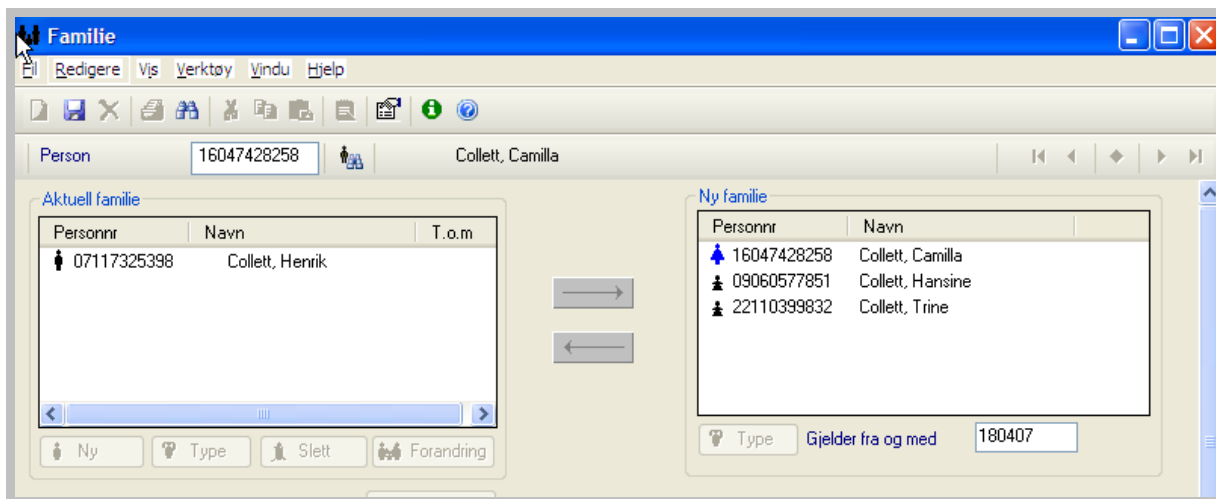 Familie
Fil Redigere Vis Verktøy Vindu Hjelp
Person 16047428258 Collett, Camilla
Aktuell familie
Personnr Navn T.o.m
07117325398 Collett, Henrik
Ny Type Slett Forandring
Ny familie
Personnr Navn
16047428258 Collett, Camilla
09060577851 Collett, Hansine
22110399832 Collett, Trine
Type Gjelder fra og med 180407